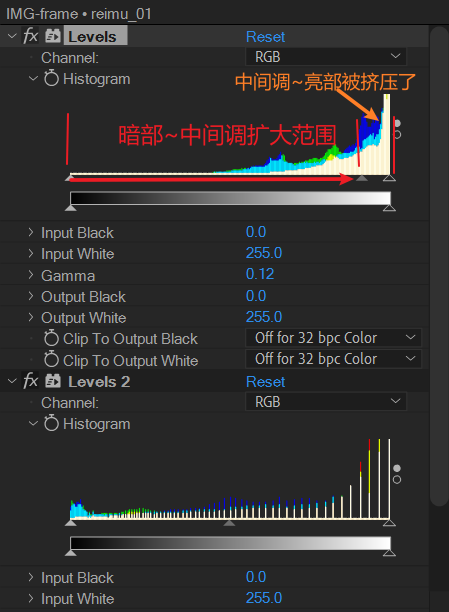 IMG-frame • reimu_01
fx Levels Reset
Channel: RGB
Histogram
中间调~亮部被挤压了
暗部~中间调扩大范围
Input Black 0.0
Input White 255.0
Gamma 0.12
Output Black 0.0
Output White 255.0
Clip To Output Black Off for 32 bpc Color
Clip To Output White Off for 32 bpc Color
fx Levels 2 Reset
Channel: RGB
Histogram
Input Black 0.0
Input White 255.0